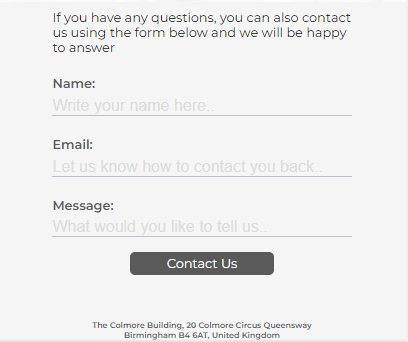 If you have any questions, you can also contact
us using the form below and we will be happy
to answer
Name:
Write your name here..
Email:
Let us know how to contact you back..
Message:
What would you like to tell us..
Contact Us
The Colmore Building, 20 Colmore Circus Queensway
Birmingham B4 6AT, United Kingdom